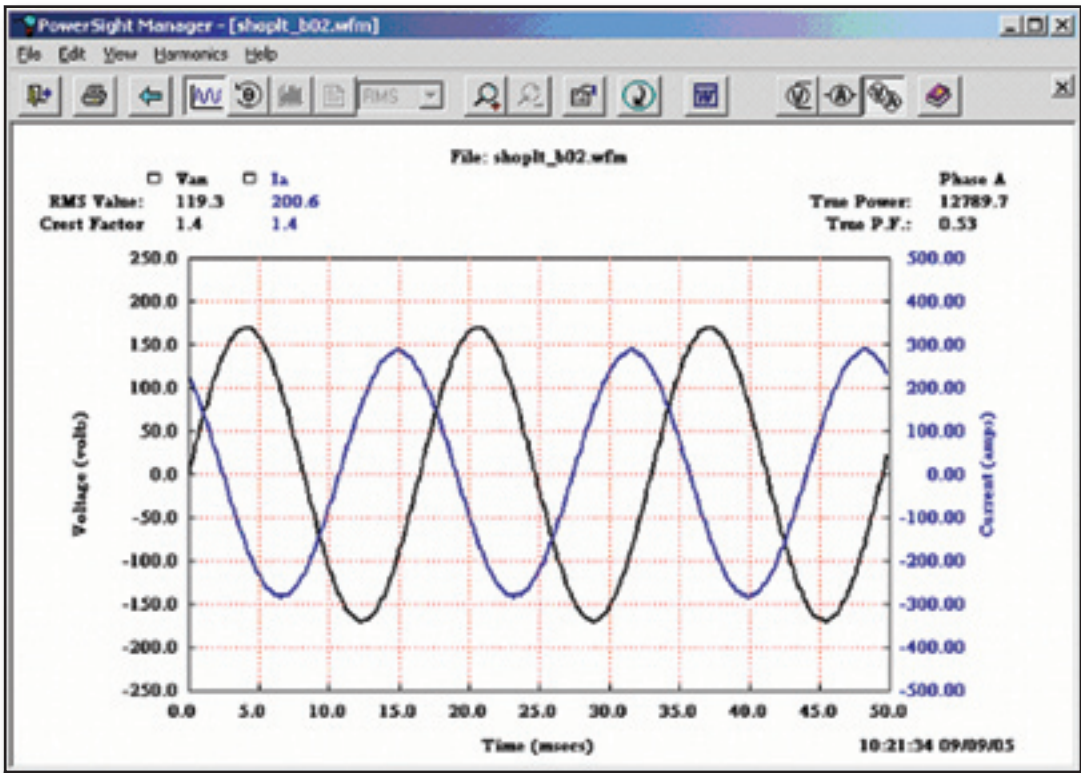 PowerSight Manager - [shoplt_b02.wfm]
File Edit View Harmonics Help
RMS
File: shoplt_b02.wfm
Van Ia
RMS Value: 119.3 200.6
Crest Factor 1.4 1.4
Phase A
True Power: 12789.7
True P.F.: 0.53
250.0
200.0
150.0
100.0
50.0
0.0
-50.0
-100.0
-150.0
-200.0
-250.0
Voltage (volts)
500.00
400.00
300.00
200.00
100.00
0.00
-100.00
-200.00
-300.00
-400.00
-500.00
Current (amps)
0.0 5.0 10.0 15.0 20.0 25.0 30.0 35.0 40.0 45.0 50.0
Time (msecs)
10:21:34 09/09/05